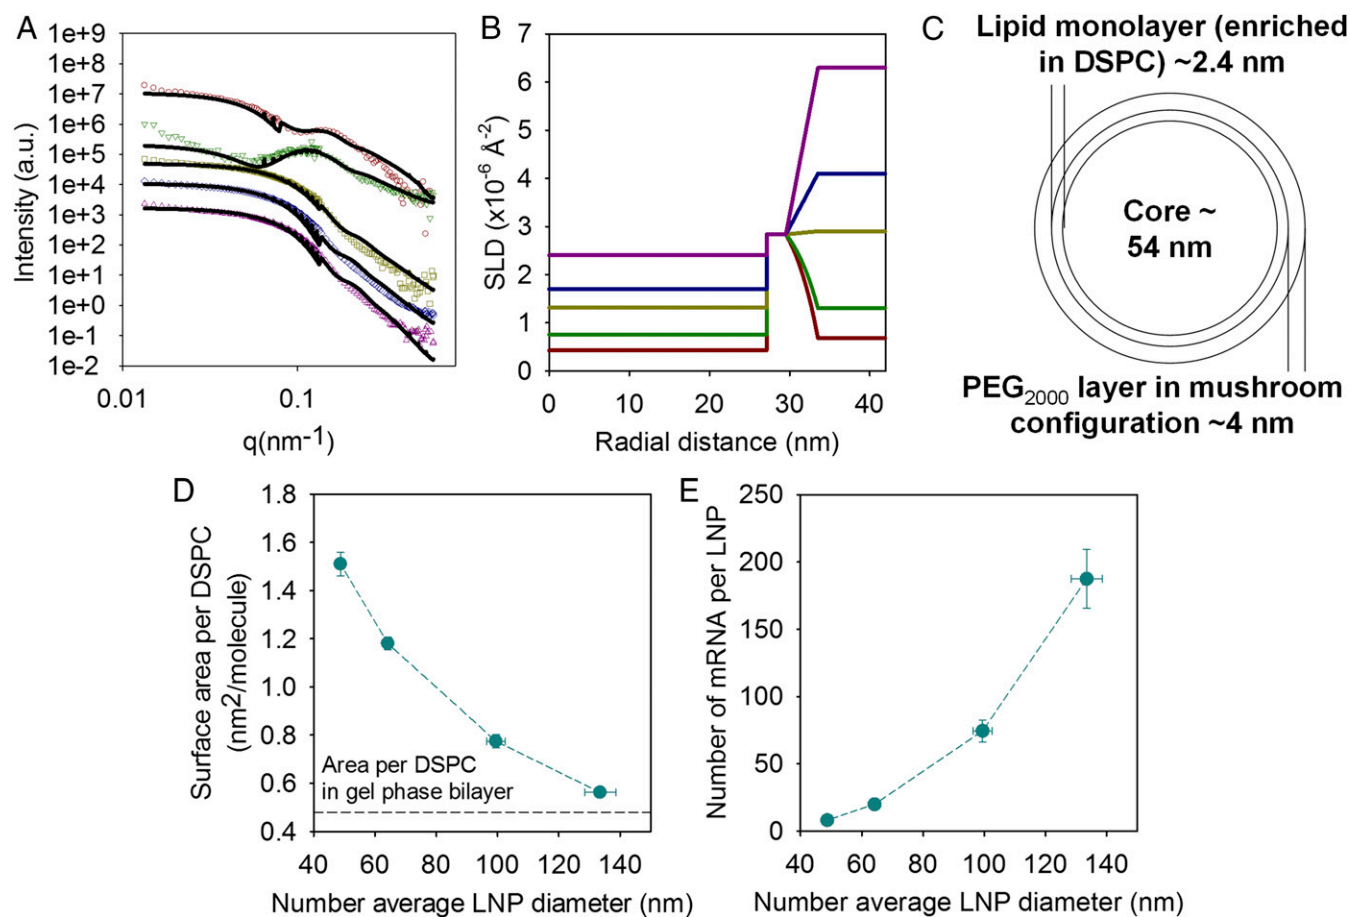 A
1e+9
1e+8
1e+7
1e+6
1e+5
1e+4
1e+3
1e+2
1e+1
1e+0
1e-1
1e-2
Intensity (a.u.)
0.01
0.1
q(nm-1)
B
7
6
5
4
3
2
1
0
SLD (x10-6 Å-2)
0
10
20
30
40
Radial distance (nm)
C
Lipid monolayer (enriched
in DSPC) ~2.4 nm
Core ~
54 nm
PEG2000 layer in mushroom
configuration ~4 nm
D
1.8
1.6
1.4
1.2
1.0
0.8
0.6
0.4
Surface area per DSPC
(nm2/molecule)
Area per DSPC
in gel phase bilayer
40
60
80
100
120
140
Number average LNP diameter (nm)
E
250
200
150
100
50
0
Number of mRNA per LNP
40
60
80
100
120
140
Number average LNP diameter (nm)